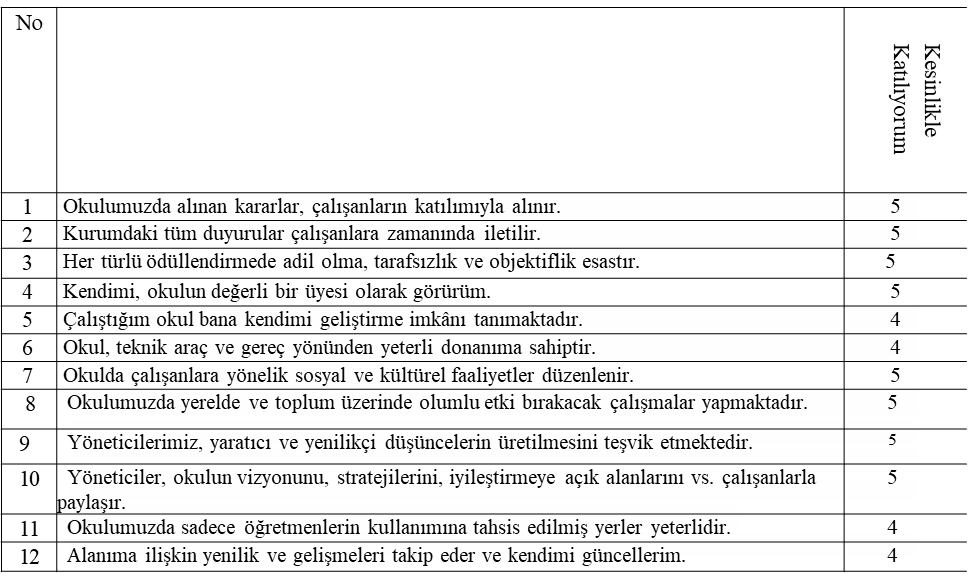 No
Kesinlikle
Katılıyorum
1 Okulumuzda alınan kararlar, çalışanların katılımıyla alınır. 5
2 Kurumdaki tüm duyurular çalışanlara zamanında iletilir. 5
3 Her türlü ödüllendirmede adil olma, tarafsızlık ve objektiflik esastır. 5
4 Kendimi, okulun değerli bir üyesi olarak görürüm. 5
5 Çalıştığım okul bana kendimi geliştirme imkânı tanımaktadır. 4
6 Okul, teknik araç ve gereç yönünden yeterli donanıma sahiptir. 4
7 Okulda çalışanlara yönelik sosyal ve kültürel faaliyetler düzenlenir. 5
8 Okulumuzda yerelde ve toplum üzerinde olumlu etki bırakacak çalışmalar yapmaktadır. 5
9 Yöneticilerimiz, yaratıcı ve yenilikçi düşüncelerin üretilmesini teşvik etmektedir. 5
10 Yöneticiler, okulun vizyonunu, stratejilerini, iyileştirmeye açık alanlarını vs. çalışanlarla 5
paylaşır.
11 Okulumuzda sadece öğretmenlerin kullanımına tahsis edilmiş yerler yeterlidir. 4
12 Alanıma ilişkin yenilik ve gelişmeleri takip eder ve kendimi güncellerim. 4